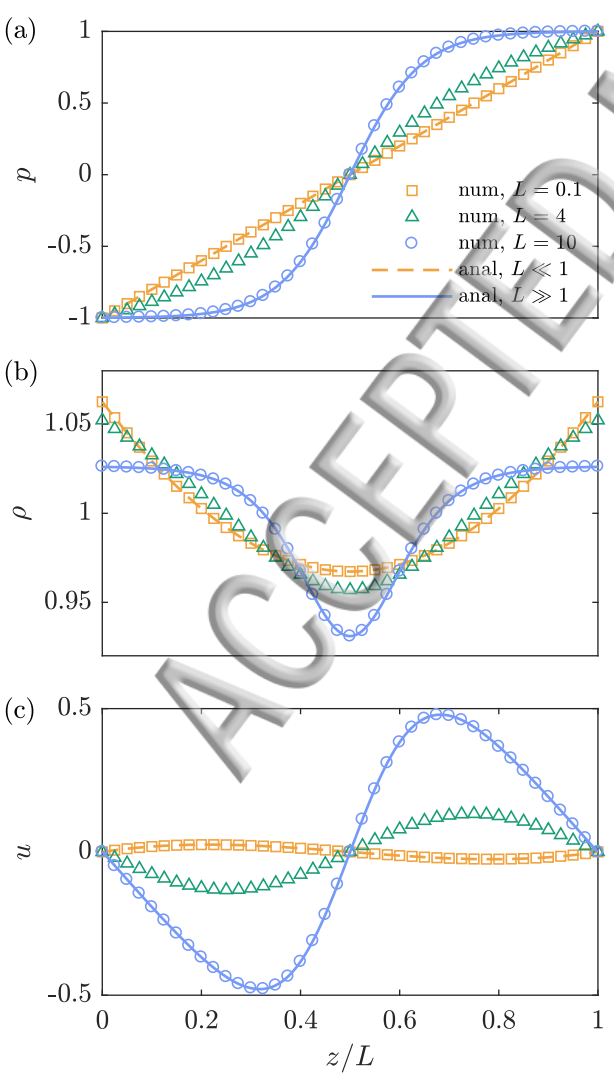 (a)
1
0.5
0
-0.5
-1
p
num, L = 0.1
num, L = 4
num, L = 10
anal, L ≪ 1
anal, L ≫ 1
(b)
1.05
1
0.95
ρ
(c)
0.5
0
-0.5
u
0 0.2 0.4 0.6 0.8 1
z/L
ACCEPTED